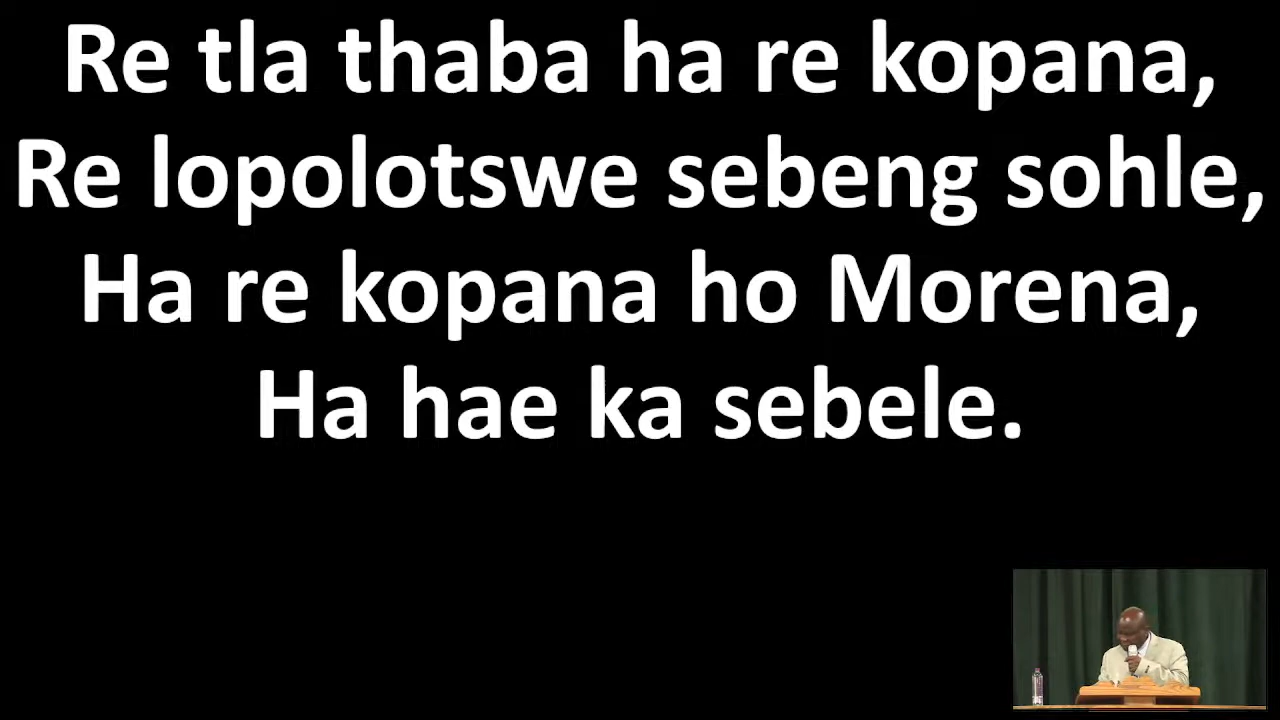 Re tla thaba ha re kopana,
Re lopolotswe sebeng sohle,
Ha re kopana ho Morena,
Ha hae ka sebele.